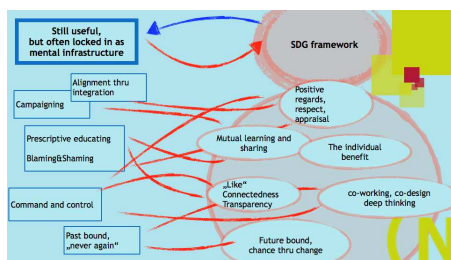 Still useful,
but often locked in as
mental infrastructure
SDG framework
Alignment thru
integration
Campaigning
Prescriptive educating
Blaming&Shaming
Command and control
Past bound,
„never again“
Positive
regards,
respect,
appraisal
Mutual learning and
sharing
The individual
benefit
„Like“
Connectedness
Transparency
co-working, co-design
deep thinking
Future bound,
chance thru change
(N